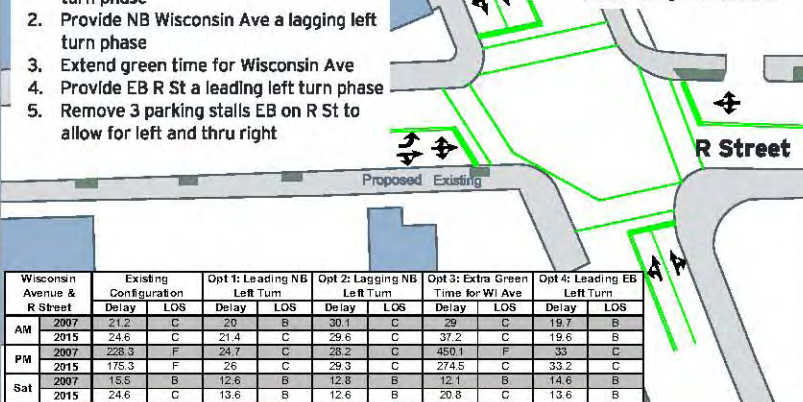 turn phase
2. Provide NB Wisconsin Ave a lagging left
turn phase
3. Extend green time for Wisconsin Ave
4. Provide EB R St a leading left turn phase
5. Remove 3 parking stalls EB on R St to
allow for left and thru right
R Street
Proposed Existing
Wisconsin Avenue & R Street | Existing Configuration | Opt 1: Leading NB Left Turn | Opt 2: Lagging NB Left Turn | Opt 3: Extra Green Time for WI Ave | Opt 4: Leading EB Left Turn
Delay LOS Delay LOS Delay LOS Delay LOS Delay LOS
AM 2007 21.2 C 20 B 30.1 C 29 C 19.7 B
2015 24.6 C 21.4 C 29.6 C 37.2 C 19.6 B
PM 2007 228.3 F 24.7 C 28.2 C 450.1 F 33 C
2015 175.3 F 26 C 29.3 C 274.5 F 33.2 C
Sat 2007 15.5 B 12.6 B 12.8 B 12.1 B 14.6 B
2015 24.6 C 13.6 B 12.6 B 20.8 C 13.6 B